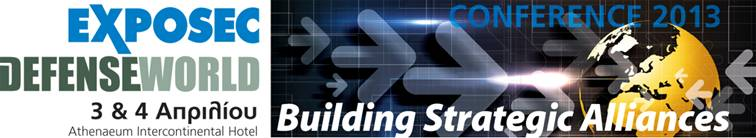 EXPOSEC
DEFENSEWORLD
3 & 4 Απριλίου
Athenaeum Intercontinental Hotel
CONFERENCE 2013
Building Strategic Alliances